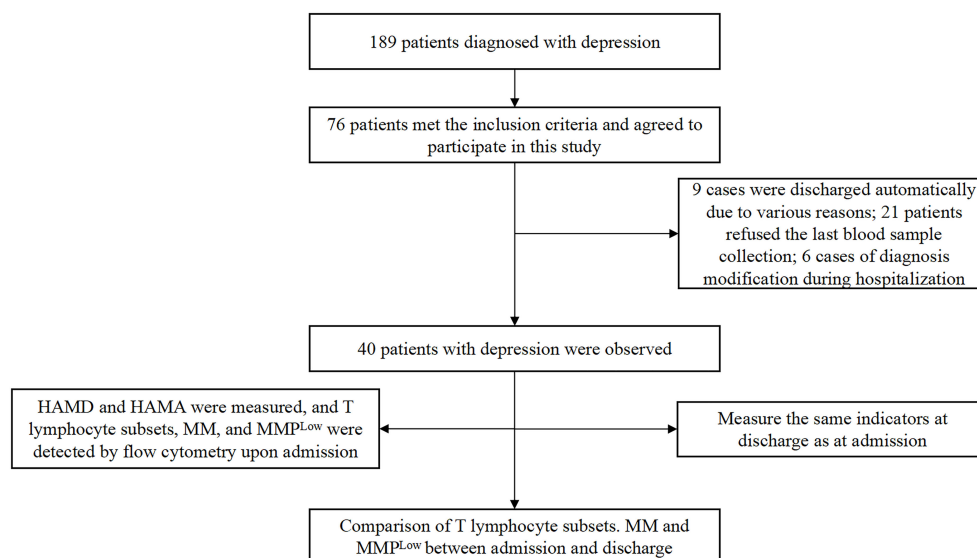 189 patients diagnosed with depression
76 patients met the inclusion criteria and agreed to
participate in this study
9 cases were discharged automatically
due to various reasons; 21 patients
refused the last blood sample
collection; 6 cases of diagnosis
modification during hospitalization
40 patients with depression were observed
HAMD and HAMA were measured, and T
lymphocyte subsets, MM, and MMP^Low were
detected by flow cytometry upon admission
Measure the same indicators at
discharge as at admission
Comparison of T lymphocyte subsets. MM and
MMP^Low between admission and discharge